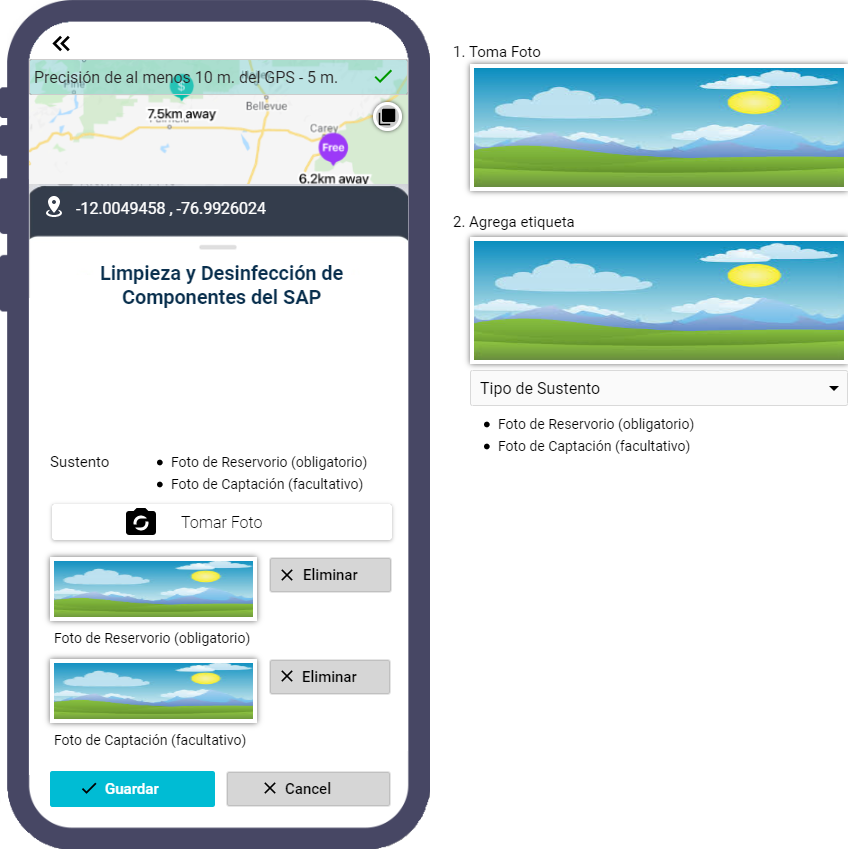 Precisión de al menos 10 m. del GPS - 5 m.
$
7.5km away
Bellevue
Carey
Free
6.2km away
-12.0049458 , -76.9926024
Limpieza y Desinfección de
Componentes del SAP
Sustento
Foto de Reservorio (obligatorio)
Foto de Captación (facultativo)
Tomar Foto
Eliminar
Foto de Reservorio (obligatorio)
Eliminar
Foto de Captación (facultativo)
Guardar
Cancel
1. Toma Foto
2. Agrega etiqueta
Tipo de Sustento
Foto de Reservorio (obligatorio)
Foto de Captación (facultativo)